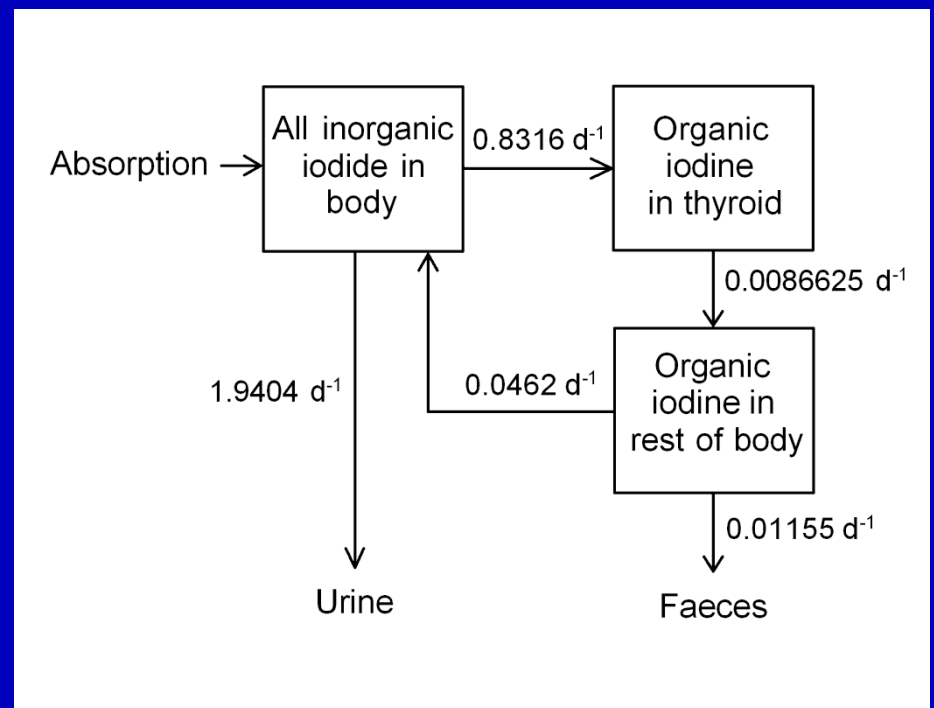 All inorganic
iodide in
body
Absorption
0.8316 d⁻¹
Organic
iodine
in thyroid
0.0086625 d⁻¹
1.9404 d⁻¹
0.0462 d⁻¹
Organic
iodine in
rest of body
0.01155 d⁻¹
Urine
Faeces